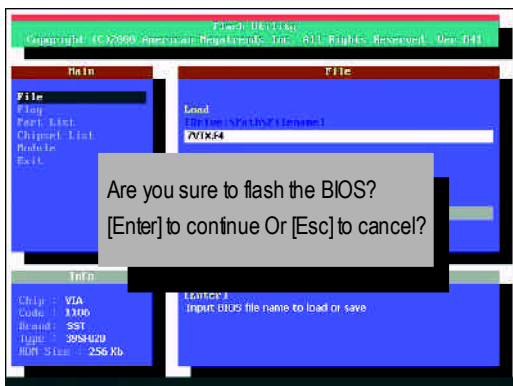 Flash Utility
Copyright (C)2000 American Megatrends Inc. All Rights Reserved. Ver.
Main
File
File
Flag
Part List
Chipset List
Module
Exit
Load
[Drive:\Path\Filename]
7VTX.F4
Are you sure to flash the BIOS?
[Enter] to continue Or [Esc] to cancel?
Info
Chip : VIA
Code : 1106
Brand: SST
Type : 39SF020
ROM Size : 256 Kb
[Enter]
Input BIOS file name to load or save